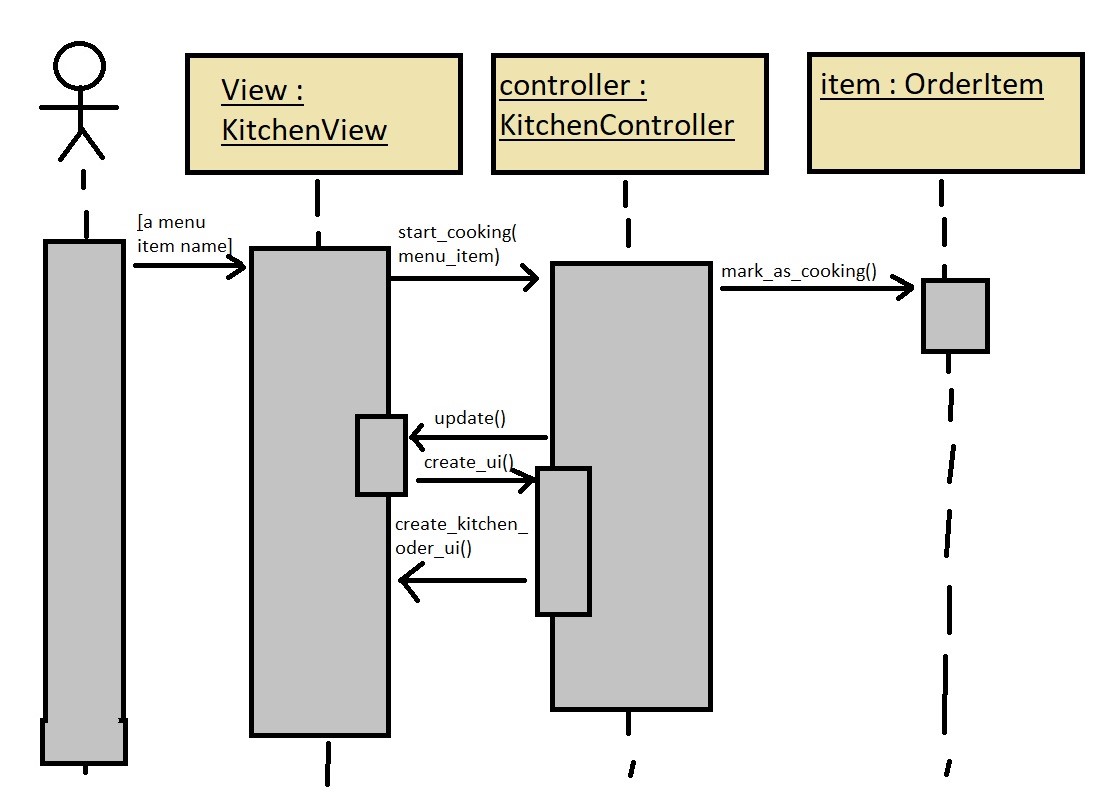 View :
KitchenView
controller :
KitchenController
item : OrderItem
[a menu
item name]
start_cooking(
menu_item)
mark_as_cooking()
update()
create_ui()
create_kitchen_
oder_ui()